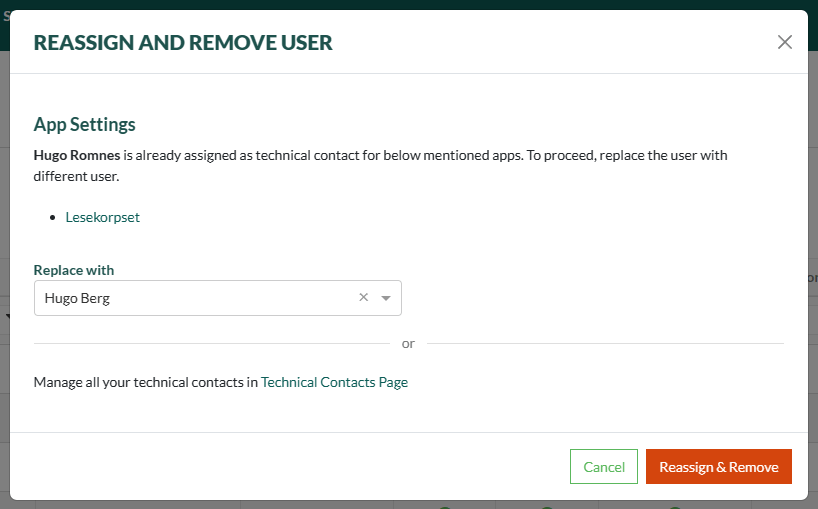 REASSIGN AND REMOVE USER
App Settings
Hugo Romnes is already assigned as technical contact for below mentioned apps. To proceed, replace the user with
different user.
Lesekorpset
Replace with
Hugo Berg
or
Manage all your technical contacts in Technical Contacts Page
Cancel
Reassign & Remove